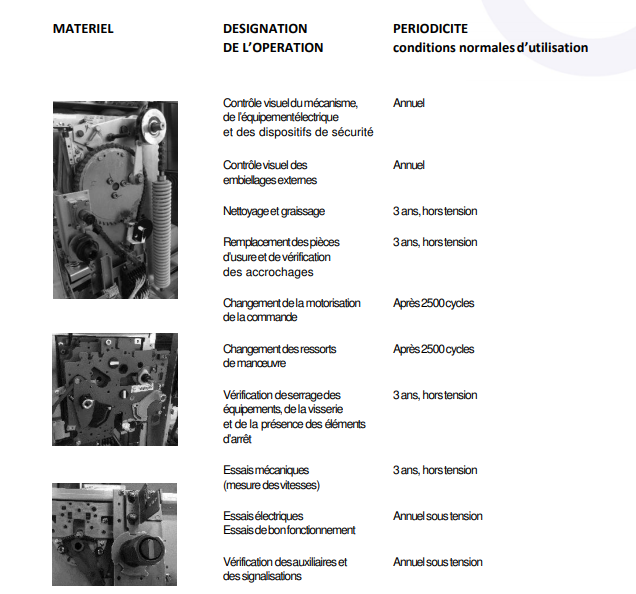 MATERIEL
DESIGNATION
DE L’OPERATION
PERIODICITE
conditions normales d’utilisation
Contrôle visuel du mécanisme,
de l’équipement électrique
et des dispositifs de sécurité
Annuel
Contrôle visuel des
embiellages externes
Annuel
Nettoyage et graissage
3 ans, hors tension
Remplacement des pièces
d’usure et de vérification
des accrochages
3 ans, hors tension
Changement de la motorisation
de la commande
Après 2500 cycles
Changement des ressorts
de manœuvre
Après 2500 cycles
Vérification de serrage des
équipements, de la visserie
et de la présence des éléments
d’arrêt
3 ans, hors tension
Essais mécaniques
(mesure des vitesses)
3 ans, hors tension
Essais électriques
Essais de bon fonctionnement
Annuel sous tension
Vérification des auxiliaires et
des signalisations
Annuel sous tension